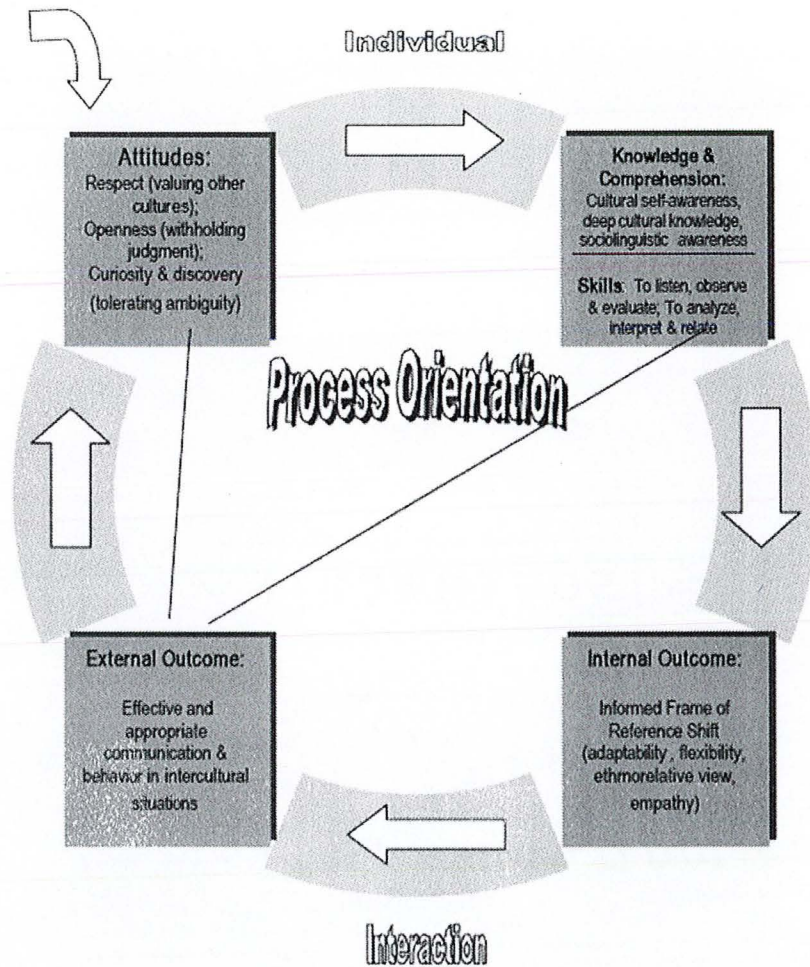 Individual
Attitudes:
Respect (valuing other
cultures);
Openness (withholding
judgment);
Curiosity & discovery
(tolerating ambiguity)
Knowledge &
Comprehension:
Cultural self-awareness,
deep cultural knowledge,
sociolinguistic awareness
Skills: To listen, observe
& evaluate; To analyze,
interpret & relate
Process Orientation
External Outcome:
Effective and
appropriate
communication &
behavior in intercultural
situations
Internal Outcome:
Informed Frame of
Reference Shift
(adaptability, flexibility,
ethmorelative view,
empathy)
Interaction